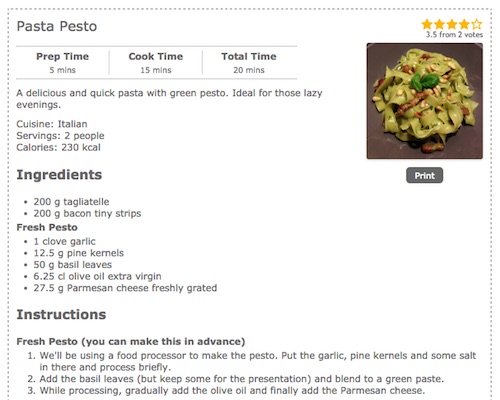 Pasta Pesto
3.5 from 2 votes
Prep Time Cook Time Total Time
5 mins 15 mins 20 mins
A delicious and quick pasta with green pesto. Ideal for those lazy
evenings.
Cuisine: Italian
Servings: 2 people
Calories: 230 kcal
Print
Ingredients
• 200 g tagliatelle
• 200 g bacon tiny strips
Fresh Pesto
• 1 clove garlic
• 12.5 g pine kernels
• 50 g basil leaves
• 6.25 cl olive oil extra virgin
• 27.5 g Parmesan cheese freshly grated
Instructions
Fresh Pesto (you can make this in advance)
1. We'll be using a food processor to make the pesto. Put the garlic, pine kernels and some salt
in there and process briefly.
2. Add the basil leaves (but keep some for the presentation) and blend to a green paste.
3. While processing, gradually add the olive oil and finally add the Parmesan cheese.